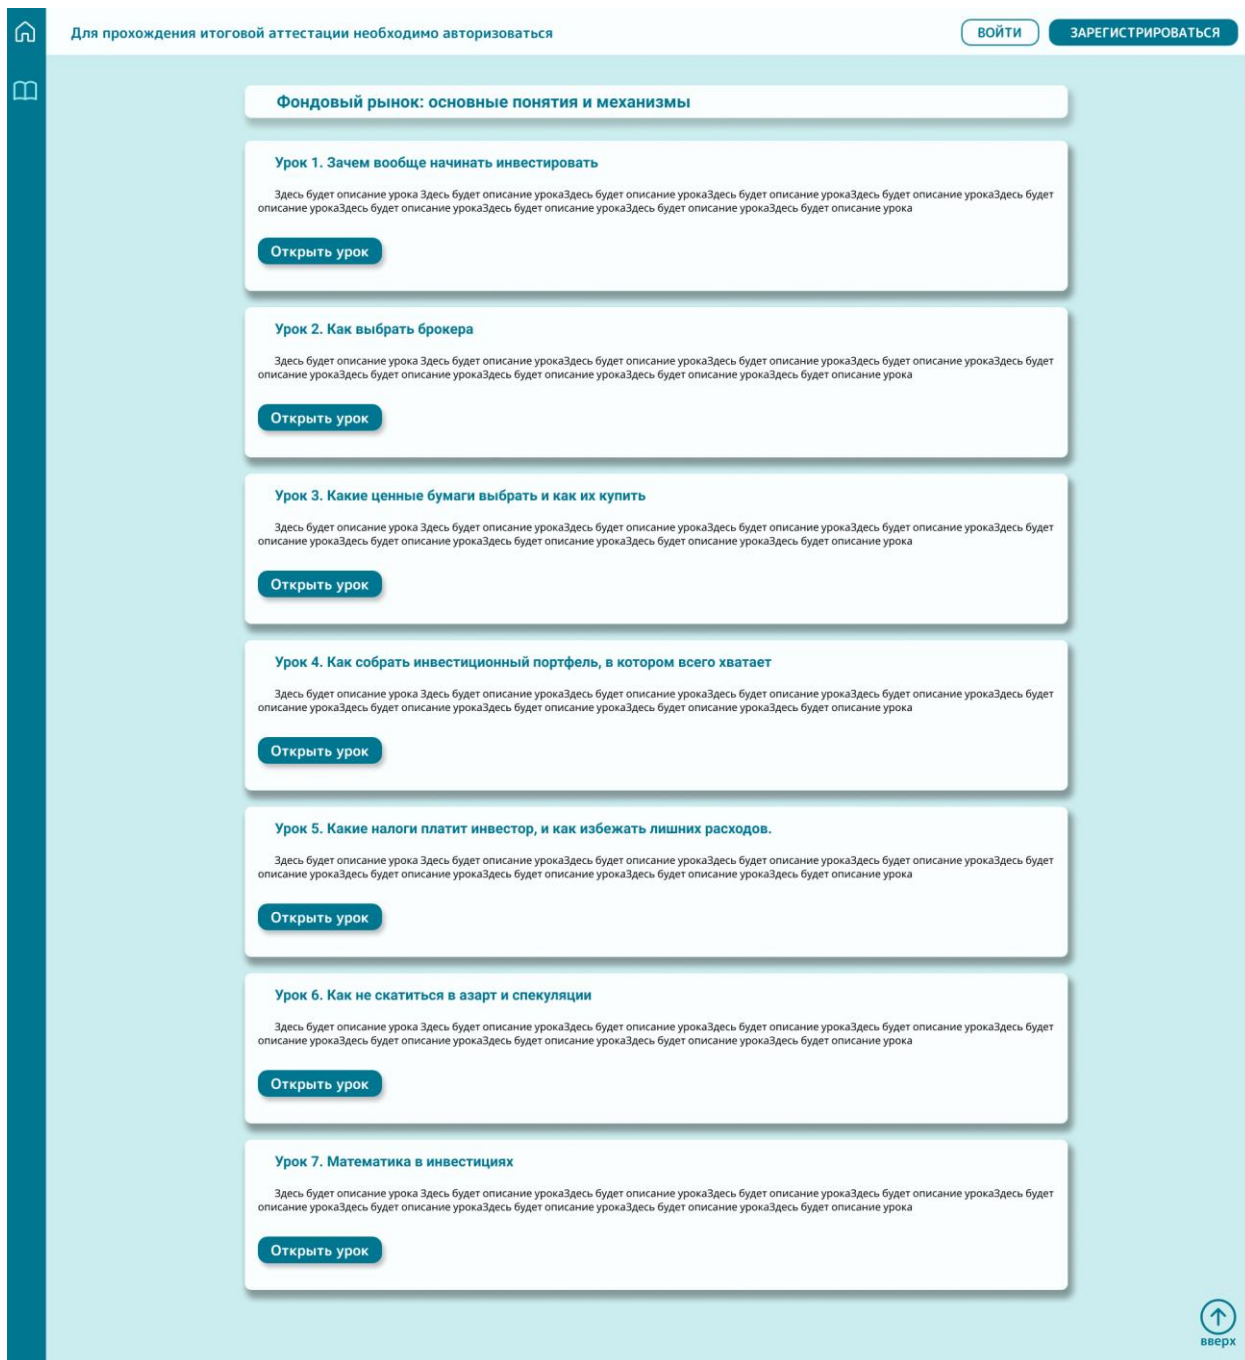 Для прохождения итоговой аттестации необходимо авторизоваться
ВОЙТИ
ЗАРЕГИСТРИРОВАТЬСЯ
Фондовый рынок: основные понятия и механизмы
Урок 1. Зачем вообще начинать инвестировать
Здесь будет описание урока Здесь будет описание урокаЗдесь будет описание урокаЗдесь будет описание урокаЗдесь будет описание урокаЗдесь будет
описание урокаЗдесь будет описание урокаЗдесь будет описание урокаЗдесь будет описание урокаЗдесь будет описание урока
Открыть урок
Урок 2. Как выбрать брокера
Здесь будет описание урока Здесь будет описание урокаЗдесь будет описание урокаЗдесь будет описание урокаЗдесь будет описание урокаЗдесь будет
описание урокаЗдесь будет описание урокаЗдесь будет описание урокаЗдесь будет описание урокаЗдесь будет описание урока
Открыть урок
Урок 3. Какие ценные бумаги выбрать и как их купить
Здесь будет описание урока Здесь будет описание урокаЗдесь будет описание урокаЗдесь будет описание урокаЗдесь будет описание урокаЗдесь будет
описание урокаЗдесь будет описание урокаЗдесь будет описание урокаЗдесь будет описание урокаЗдесь будет описание урока
Открыть урок
Урок 4. Как собрать инвестиционный портфель, в котором всего хватает
Здесь будет описание урока Здесь будет описание урокаЗдесь будет описание урокаЗдесь будет описание урокаЗдесь будет описание урокаЗдесь будет
описание урокаЗдесь будет описание урокаЗдесь будет описание урокаЗдесь будет описание урокаЗдесь будет описание урока
Открыть урок
Урок 5. Какие налоги платит инвестор, и как избежать лишних расходов.
Здесь будет описание урока Здесь будет описание урокаЗдесь будет описание урокаЗдесь будет описание урокаЗдесь будет описание урокаЗдесь будет
описание урокаЗдесь будет описание урокаЗдесь будет описание урокаЗдесь будет описание урокаЗдесь будет описание урока
Открыть урок
Урок 6. Как не скатиться в азарт и спекуляции
Здесь будет описание урока Здесь будет описание урокаЗдесь будет описание урокаЗдесь будет описание урокаЗдесь будет описание урокаЗдесь будет
описание урокаЗдесь будет описание урокаЗдесь будет описание урокаЗдесь будет описание урокаЗдесь будет описание урока
Открыть урок
Урок 7. Математика в инвестициях
Здесь будет описание урока Здесь будет описание урокаЗдесь будет описание урокаЗдесь будет описание урокаЗдесь будет описание урокаЗдесь будет
описание урокаЗдесь будет описание урокаЗдесь будет описание урокаЗдесь будет описание урокаЗдесь будет описание урока
Открыть урок
вверх